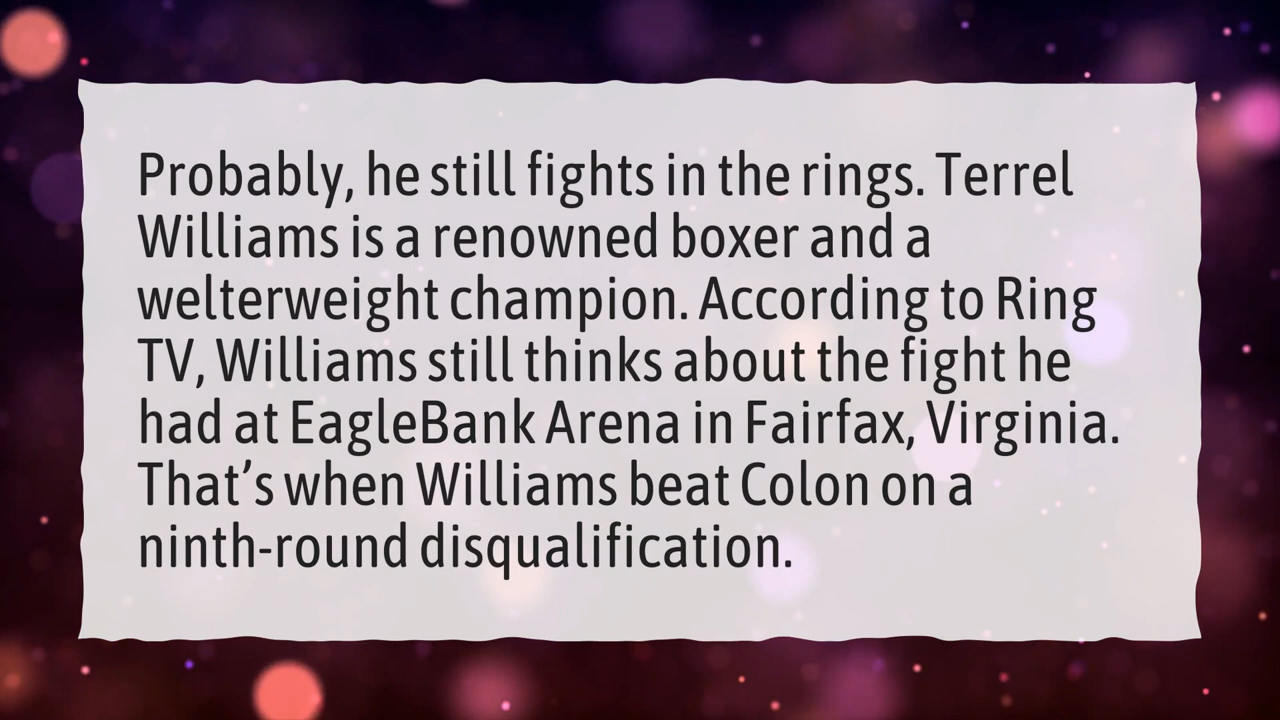 Probably, he still fights in the rings. Terrel
Williams is a renowned boxer and a
welterweight champion. According to Ring
TV, Williams still thinks about the fight he
had at EagleBank Arena in Fairfax, Virginia.
That’s when Williams beat Colon on a
ninth-round disqualification.